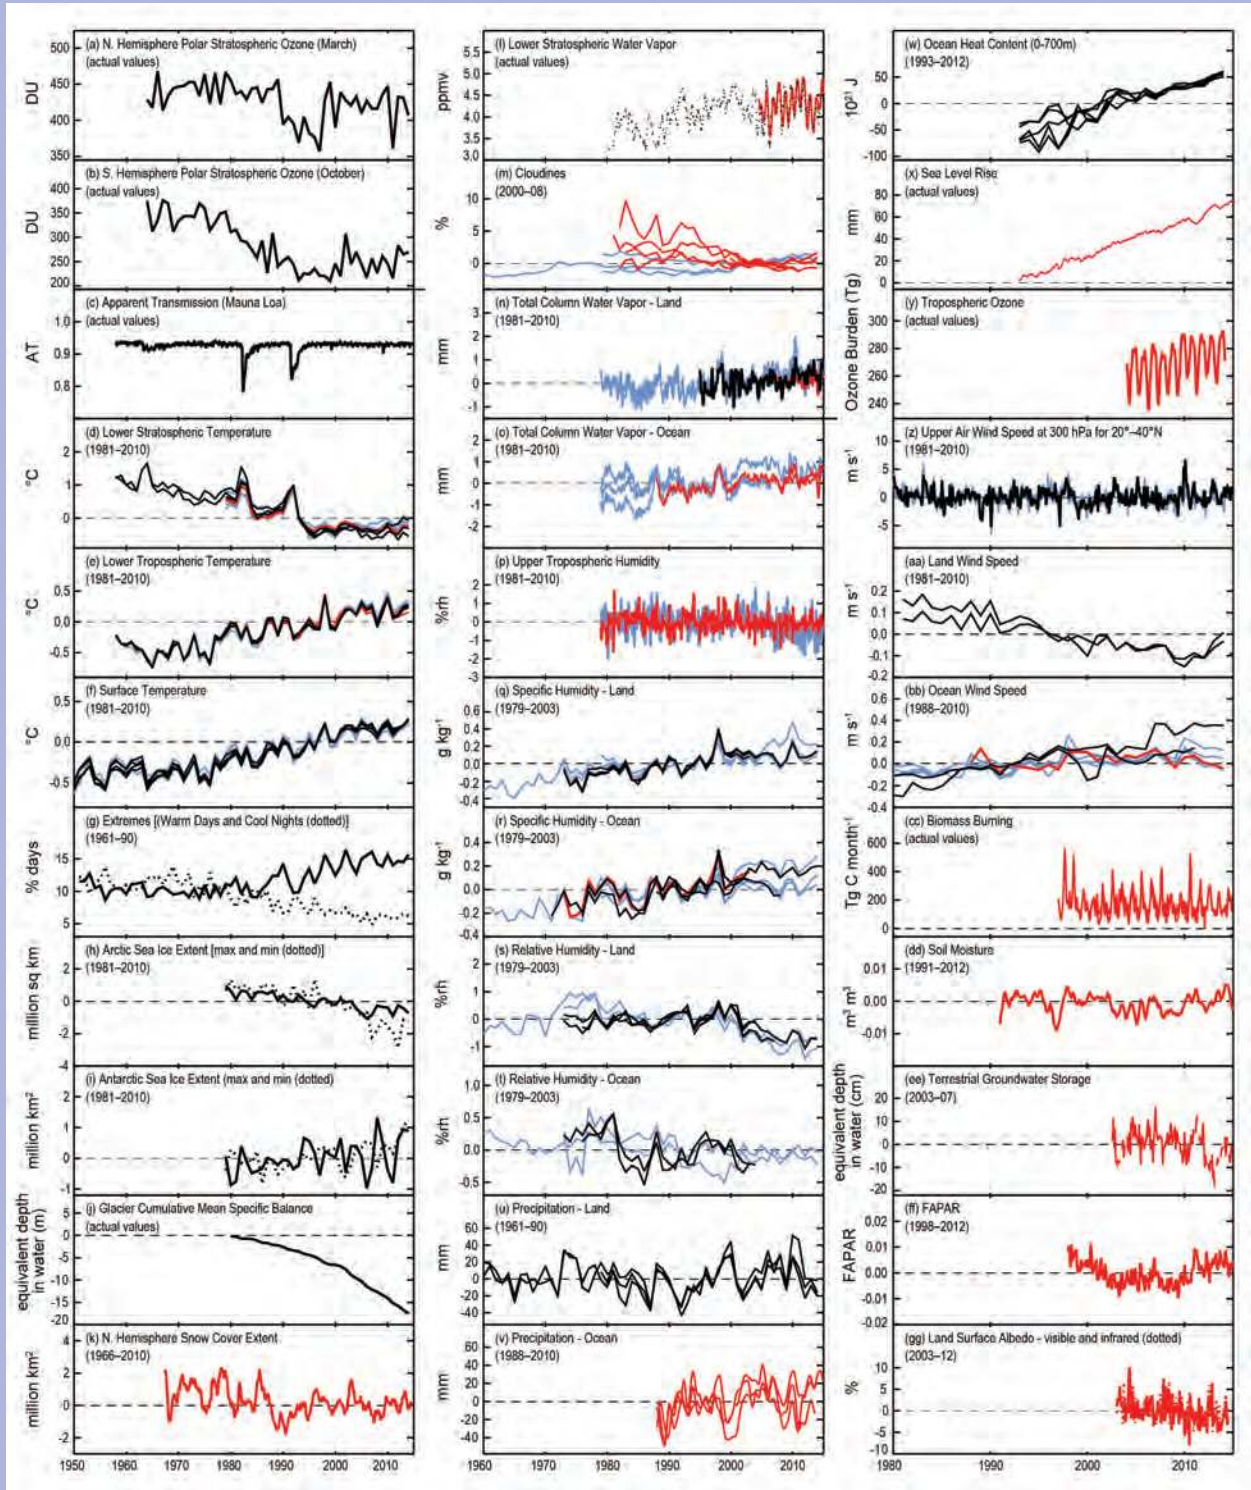 (a) N. Hemisphere Polar Stratospheric Ozone (March)
(actual values)
DU
500
450
400
350
(b) S. Hemisphere Polar Stratospheric Ozone (October)
(actual values)
DU
400
350
300
250
200
(c) Apparent Transmission (Mauna Loa)
(actual values)
AT
1.0
0.9
0.8
(d) Lower Stratospheric Temperature
(1981–2010)
°C
2
1
0
(e) Lower Tropospheric Temperature
(1981–2010)
°C
0.5
0.0
-0.5
(f) Surface Temperature
(1981–2010)
°C
0.5
0.0
-0.5
(g) Extremes [(Warm Days and Cool Nights (dotted)]
(1961–90)
% days
15
10
5
(h) Arctic Sea Ice Extent [max and min (dotted)]
(1981–2010)
million sq km
2
0
-2
-4
(i) Antarctic Sea Ice Extent (max and min (dotted)
(1981–2010)
million km²
2
1
0
-1
(j) Glacier Cumulative Mean Specific Balance
(actual values)
equivalent depth
in water (m)
5
0
-5
-10
-15
-20
(k) N. Hemisphere Snow Cover Extent
(1966–2010)
million km²
4
2
0
-2
1950 1960 1970 1980 1990 2000 2010
(l) Lower Stratospheric Water Vapor
(actual values)
ppmv
5.5
5.0
4.5
4.0
3.5
3.0
(m) Cloudines
(2000–08)
%
10
5
0
(n) Total Column Water Vapor - Land
(1981–2010)
mm
3
2
1
0
-1
(o) Total Column Water Vapor - Ocean
(1981–2010)
mm
2
1
0
-1
-2
(p) Upper Tropospheric Humidity
(1981–2010)
%rh
2
1
0
-1
-2
-3
(q) Specific Humidity - Land
(1979–2003)
g kg⁻¹
0.4
0.2
0.0
-0.2
-0.4
(r) Specific Humidity - Ocean
(1979–2003)
g kg⁻¹
0.4
0.2
0.0
-0.2
-0.4
(s) Relative Humidity - Land
(1979–2003)
%rh
1
0
-1
(t) Relative Humidity - Ocean
(1979–2003)
%rh
1.0
0.5
0.0
-0.5
(u) Precipitation - Land
(1961–90)
mm
60
40
20
0
-20
-40
(v) Precipitation - Ocean
(1988–2010)
mm
60
40
20
0
-20
-40
1960 1970 1980 1990 2000 2010
(w) Ocean Heat Content (0-700m)
(1993–2012)
10²¹ J
50
0
-50
-100
(x) Sea Level Rise
(actual values)
mm
80
60
40
20
0
(y) Tropospheric Ozone
(actual values)
Ozone Burden (Tg)
300
280
260
240
(z) Upper Air Wind Speed at 300 hPa for 20°–40°N
(1981–2010)
m s⁻¹
10
5
0
-5
(aa) Land Wind Speed
(1981–2010)
m s⁻¹
0.2
0.1
0.0
-0.1
0.2
(bb) Ocean Wind Speed
(1988–2010)
m s⁻¹
0.4
0.2
0.0
-0.2
-0.4
(cc) Biomass Burning
(actual values)
Tg C month⁻¹
600
400
200
0
(dd) Soil Moisture
(1991–2012)
m³ m³
0.01
0.00
-0.01
(ee) Terrestrial Groundwater Storage
(2003–07)
equivalent depth
in water (cm)
20
10
0
-10
-20
(ff) FAPAR
(1998–2012)
FAPAR
0.02
0.01
0.00
-0.01
-0.02
(gg) Land Surface Albedo - visible and infrared (dotted)
(2003–12)
%
10
5
0
-5
-10
1980 1990 2000 2010